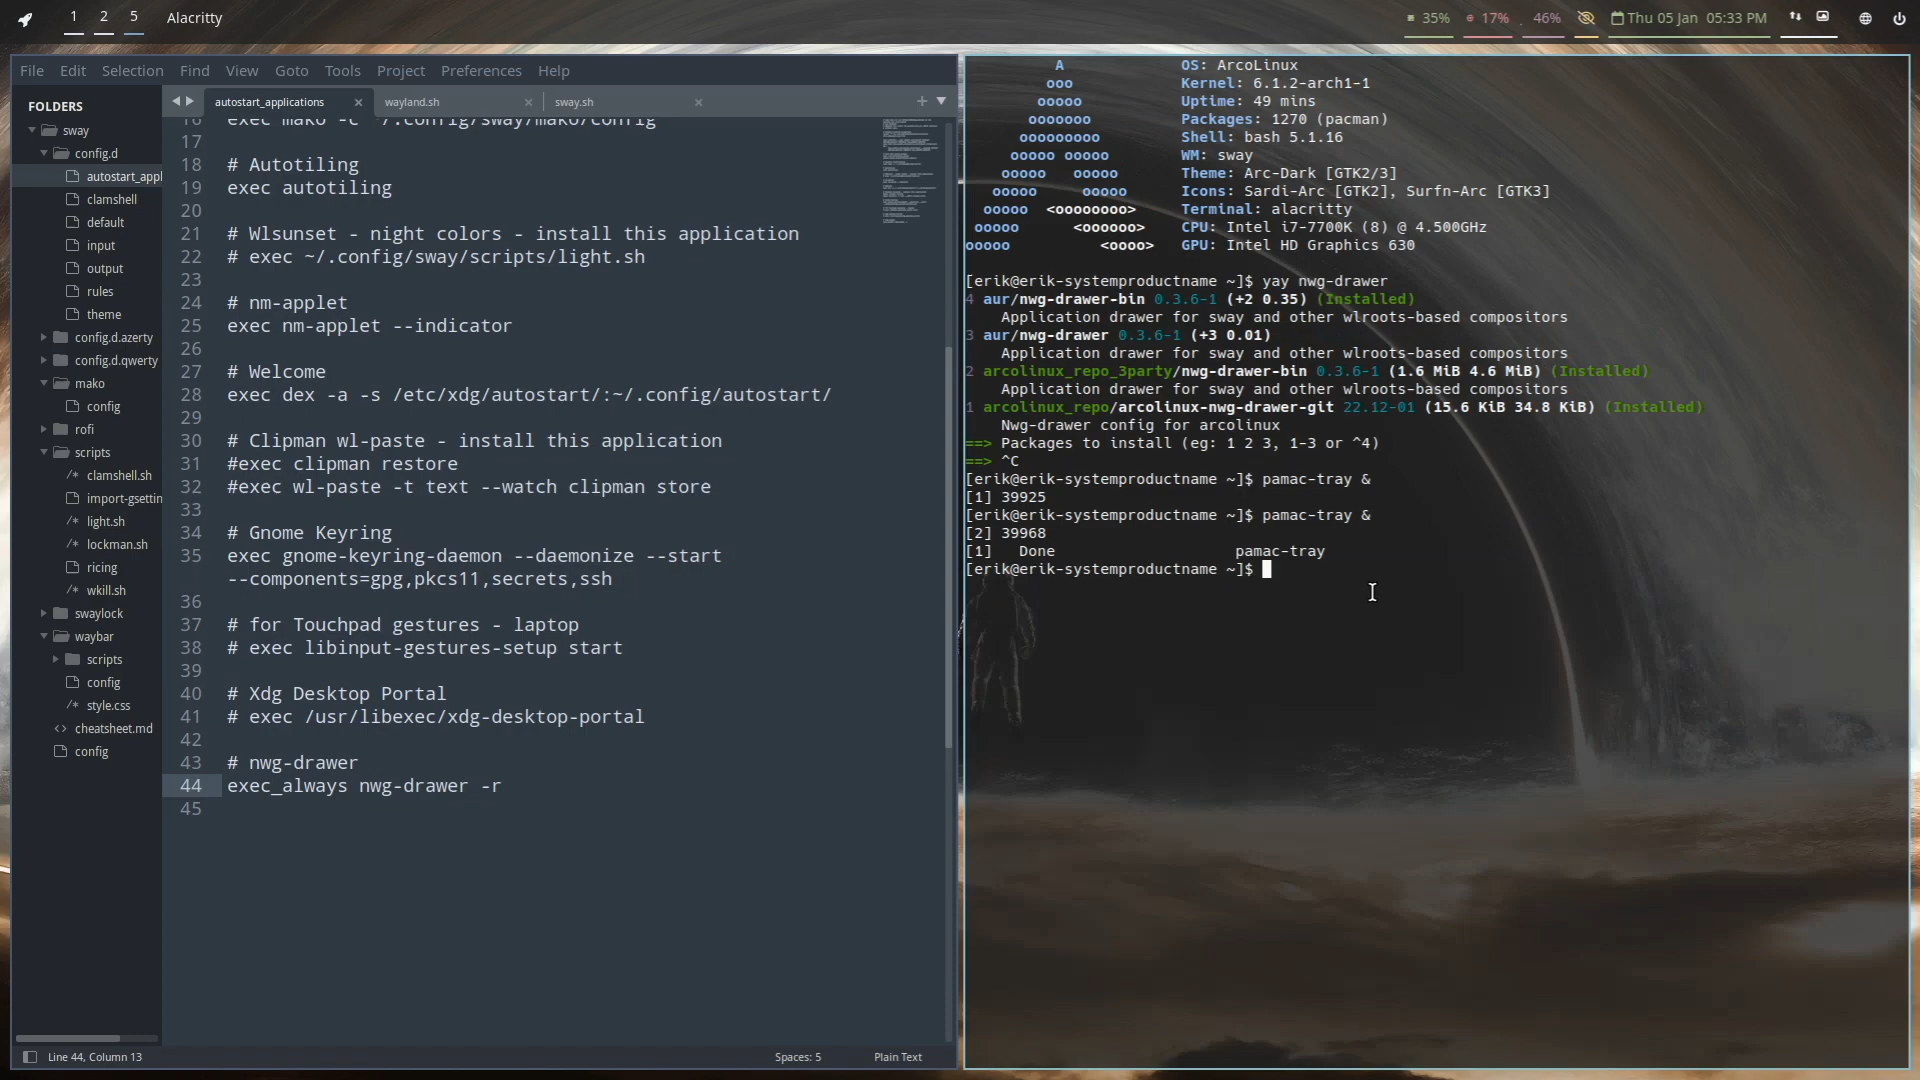 1 2 5 Alacritty
35% 17% 46% Thu 05 Jan 05:33 PM
File Edit Selection Find View Goto Tools Project Preferences Help
FOLDERS
sway
config.d
autostart_appl
clamshell
default
input
output
rules
theme
config.d.azerty
config.d.qwerty
mako
config
rofi
scripts
/* clamshell.sh
import-gsettin
/* light.sh
/* lockman.sh
ricing
/* wkill.sh
swaylock
waybar
scripts
config
/* style.css
<> cheatsheet.md
config
autostart_applications × wayland.sh × sway.sh × +
16 exec mako -c ~/.config/sway/mako/config
17
18 # Autotiling
19 exec autotiling
20
21 # Wlsunset - night colors - install this application
22 # exec ~/.config/sway/scripts/light.sh
23
24 # nm-applet
25 exec nm-applet --indicator
26
27 # Welcome
28 exec dex -a -s /etc/xdg/autostart/:~/.config/autostart/
29
30 # Clipman wl-paste - install this application
31 #exec clipman restore
32 #exec wl-paste -t text --watch clipman store
33
34 # Gnome Keyring
35 exec gnome-keyring-daemon --daemonize --start
--components=gpg,pkcs11,secrets,ssh
36
37 # for Touchpad gestures - laptop
38 # exec libinput-gestures-setup start
39
40 # Xdg Desktop Portal
41 # exec /usr/libexec/xdg-desktop-portal
42
43 # nwg-drawer
44 exec_always nwg-drawer -r
45
Line 44, Column 13 Spaces: 5 Plain Text
A OS: ArcoLinux
ooo Kernel: 6.1.2-arch1-1
ooooo Uptime: 49 mins
ooooooo Packages: 1270 (pacman)
ooooooooo Shell: bash 5.1.16
ooooo ooooo WM: sway
ooooo ooooo Theme: Arc-Dark [GTK2/3]
ooooo ooooo Icons: Sardi-Arc [GTK2], Surfn-Arc [GTK3]
ooooo <oooooooo> Terminal: alacritty
ooooo <oooooo> CPU: Intel i7-7700K (8) @ 4.500GHz
ooooo <oooo> GPU: Intel HD Graphics 630
[erik@erik-systemproductname ~]$ yay nwg-drawer
4 aur/nwg-drawer-bin 0.3.6-1 (+2 0.35) (Installed)
Application drawer for sway and other wlroots-based compositors
3 aur/nwg-drawer 0.3.6-1 (+3 0.01)
Application drawer for sway and other wlroots-based compositors
2 arcolinux_repo_3party/nwg-drawer-bin 0.3.6-1 (1.6 MiB 4.6 MiB) (Installed)
Application drawer for sway and other wlroots-based compositors
1 arcolinux_repo/arcolinux-nwg-drawer-git 22.12-01 (15.6 KiB 34.8 KiB) (Installed)
Nwg-drawer config for arcolinux
==> Packages to install (eg: 1 2 3, 1-3 or ^4)
==> ^C
[erik@erik-systemproductname ~]$ pamac-tray &
[1] 39925
[erik@erik-systemproductname ~]$ pamac-tray &
[2] 39968
[1] Done pamac-tray
[erik@erik-systemproductname ~]$